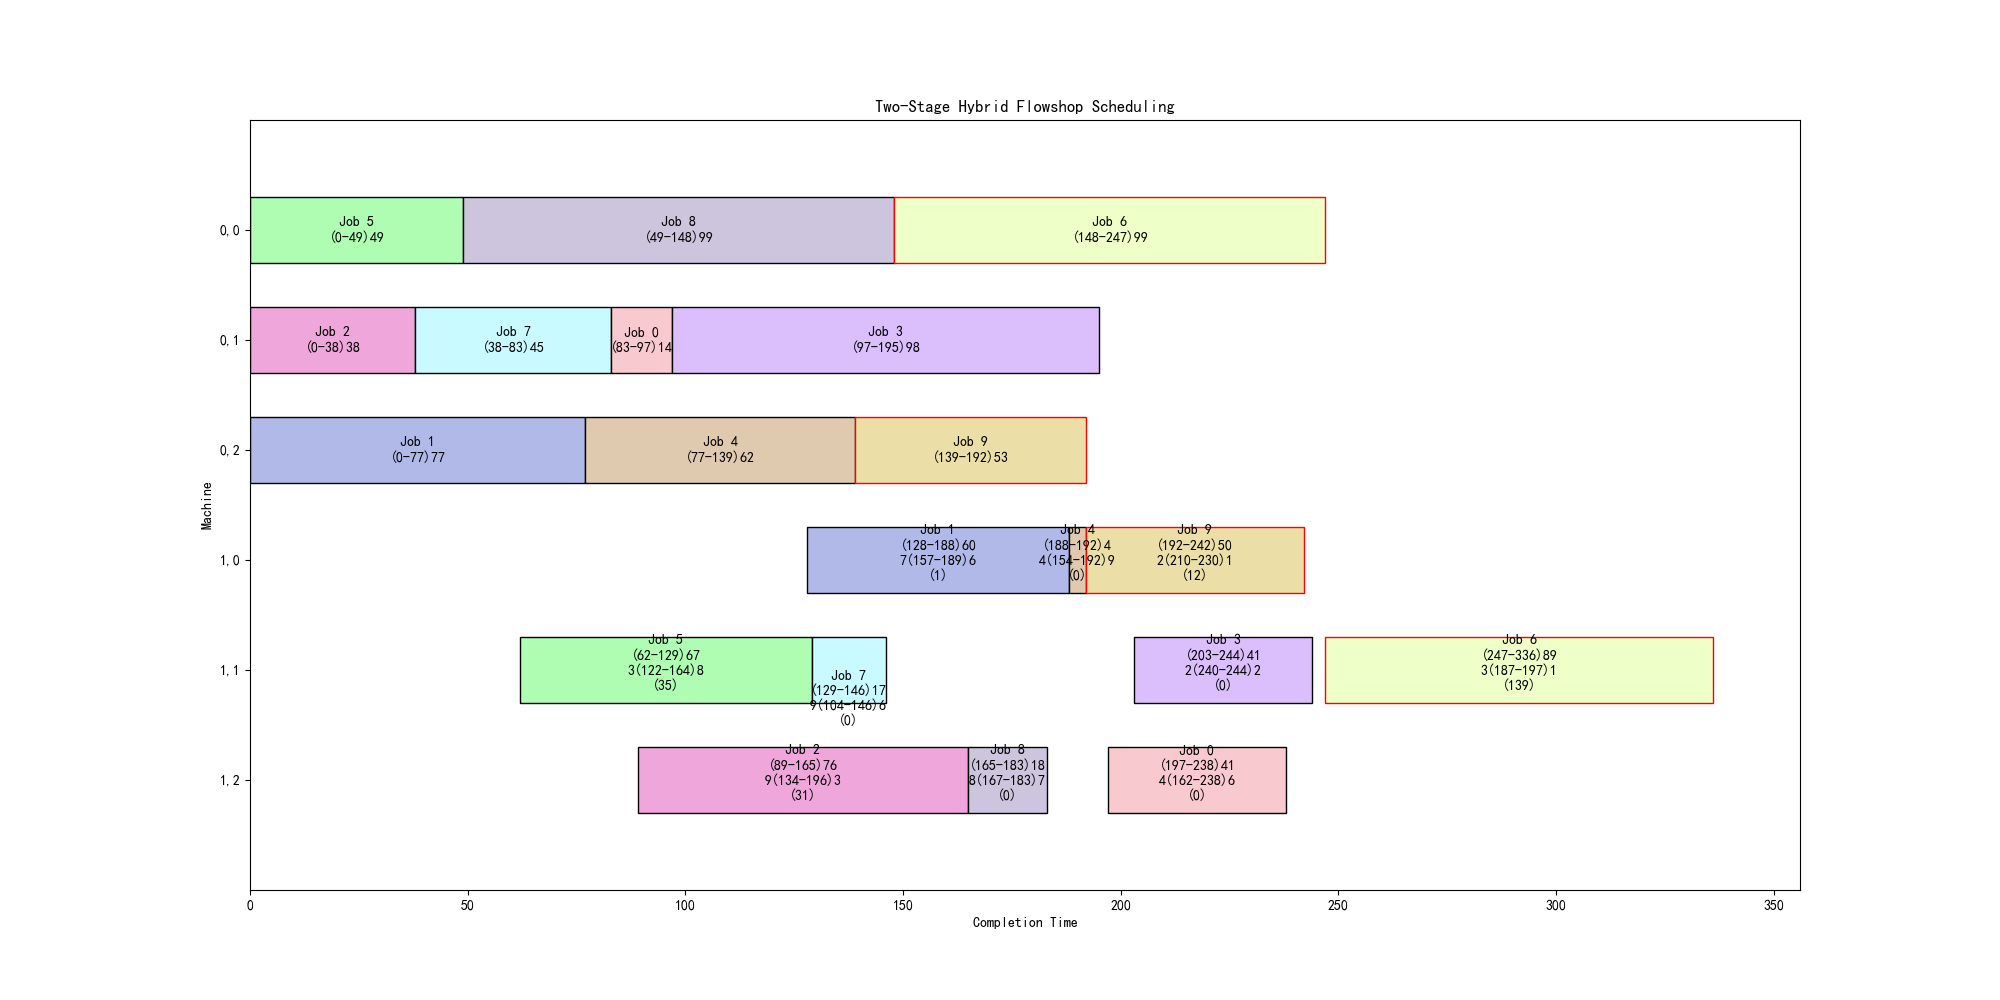 Two-Stage Hybrid Flowshop Scheduling
0,0
Job 5
(0-49)49
Job 8
(49-148)99
Job 6
(148-247)99
0,1
Job 2
(0-38)38
Job 7
(38-83)45
Job 0
(83-97)14
Job 3
(97-195)98
0,2
Job 1
(0-77)77
Job 4
(77-139)62
Job 9
(139-192)53
Machine
1,0
Job 1
(128-188)60
7(157-189)6
(1)
Job 4
(188-192)4
4(154-192)9
(0)
Job 9
(192-242)50
2(210-230)1
(12)
1,1
Job 5
(62-129)67
3(122-164)8
(35)
Job 7
(129-146)17
9(104-146)6
(0)
Job 3
(203-244)41
2(240-244)2
(0)
Job 6
(247-336)89
3(187-197)1
(139)
1,2
Job 2
(89-165)76
9(134-196)3
(31)
Job 8
(165-183)18
8(167-183)7
(0)
Job 0
(197-238)41
4(162-238)6
(0)
0
50
100
150
200
250
300
350
Completion Time